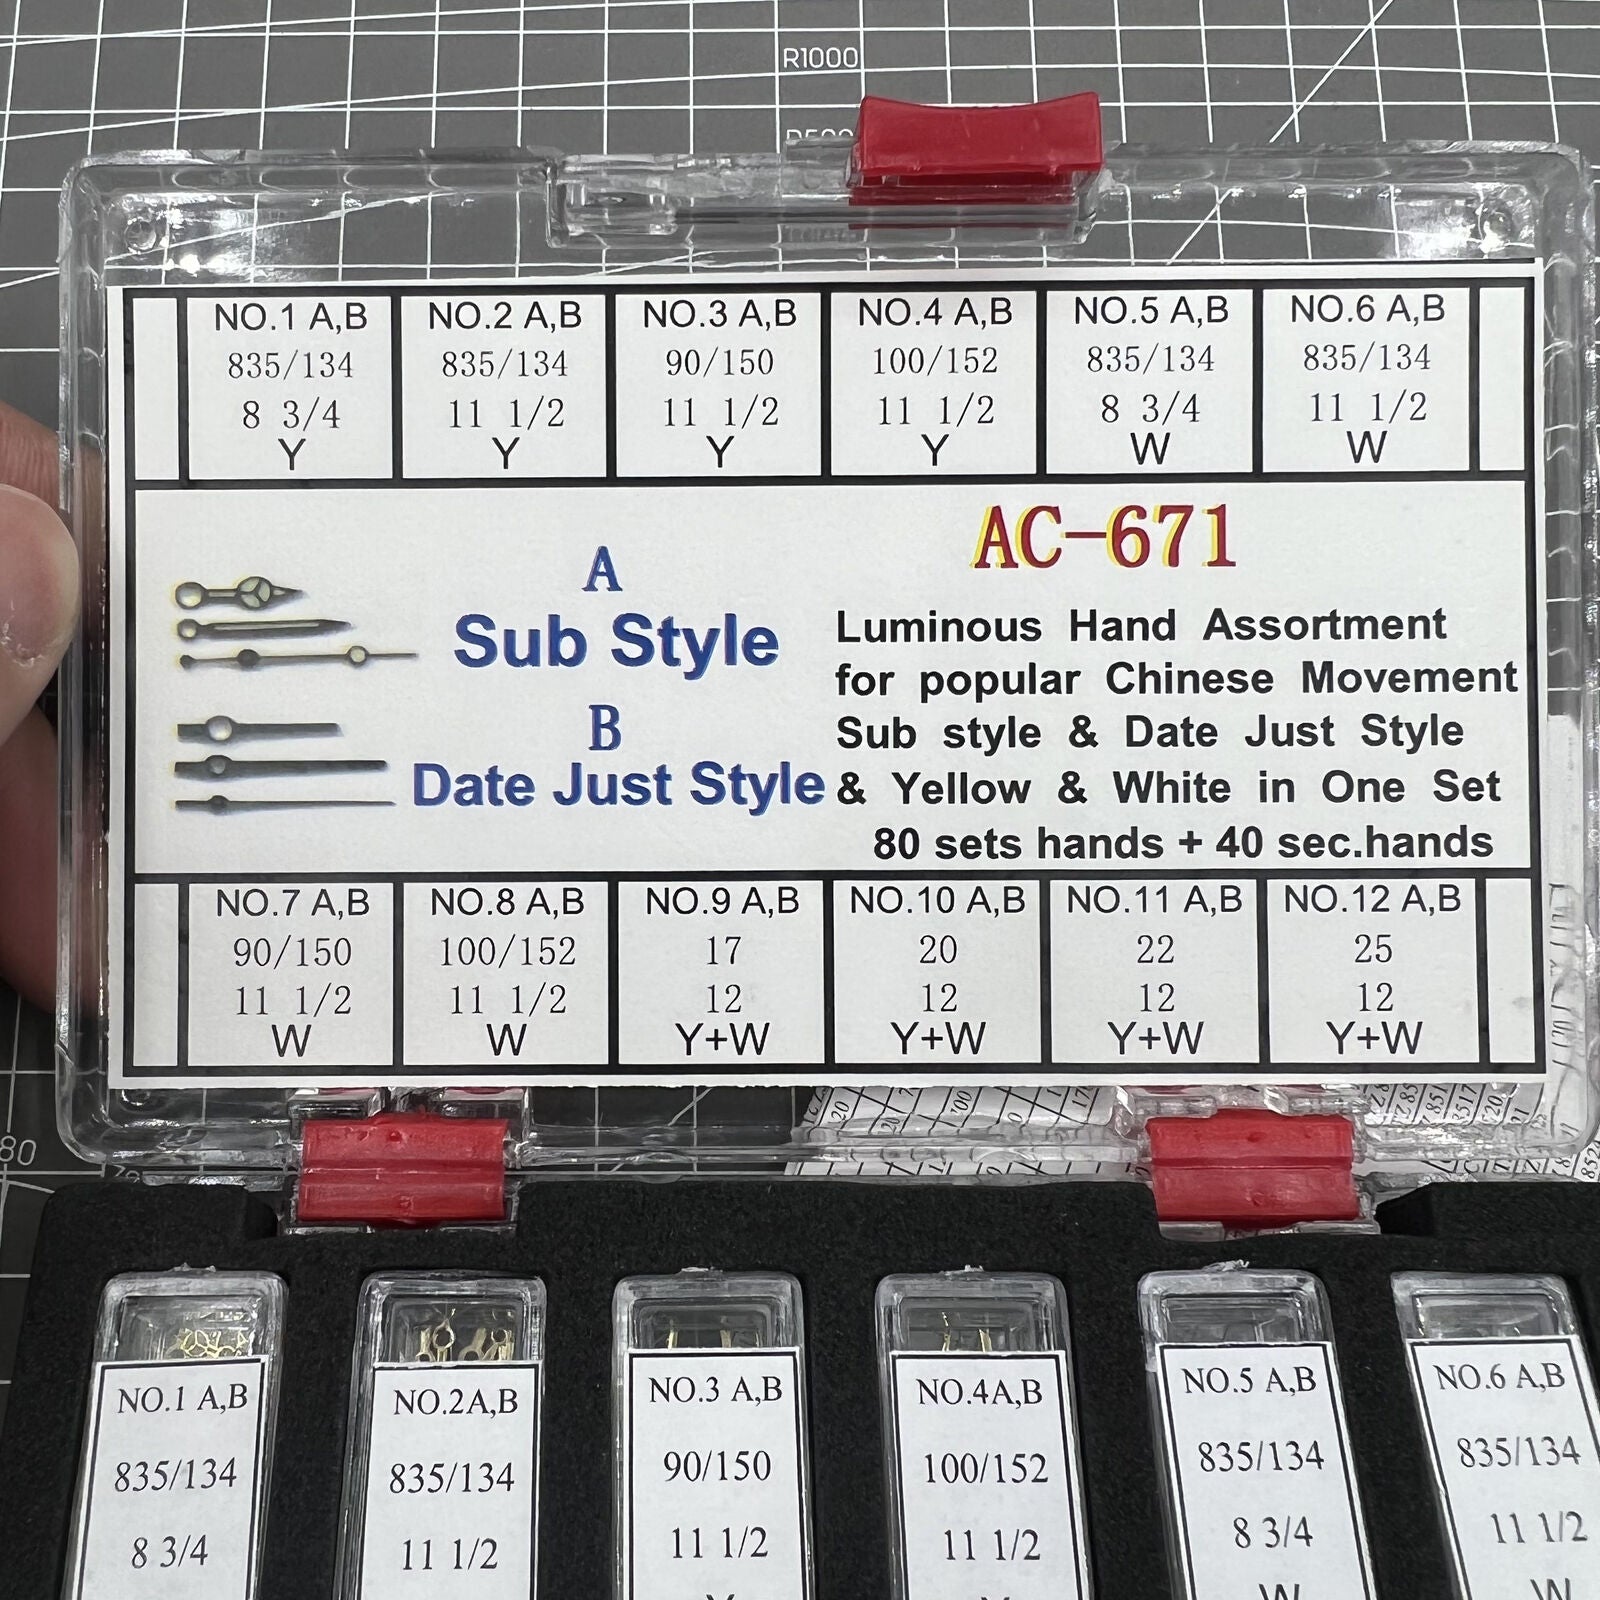 R1000
NO.1 A,B
835/134
8 3/4
Y
NO.2 A,B
835/134
11 1/2
Y
NO.3 A,B
90/150
11 1/2
Y
NO.4 A,B
100/152
11 1/2
Y
NO.5 A,B
835/134
8 3/4
W
NO.6 A,B
835/134
11 1/2
W
A
Sub Style
B
Date Just Style
AC-671
Luminous Hand Assortment
for popular Chinese Movement
Sub style & Date Just Style
& Yellow & White in One Set
80 sets hands + 40 sec.hands
NO.7 A,B
90/150
11 1/2
W
NO.8 A,B
100/152
11 1/2
W
NO.9 A,B
17
12
Y+W
NO.10 A,B
20
12
Y+W
NO.11 A,B
22
12
Y+W
NO.12 A,B
25
12
Y+W
80
NO.1 A,B
835/134
8 3/4
NO.2A,B
835/134
11 1/2
NO.3 A,B
90/150
11 1/2
NO.4A,B
100/152
11 1/2
NO.5 A,B
835/134
8 3/4
W
NO.6 A,B
835/134
11 1/2
W